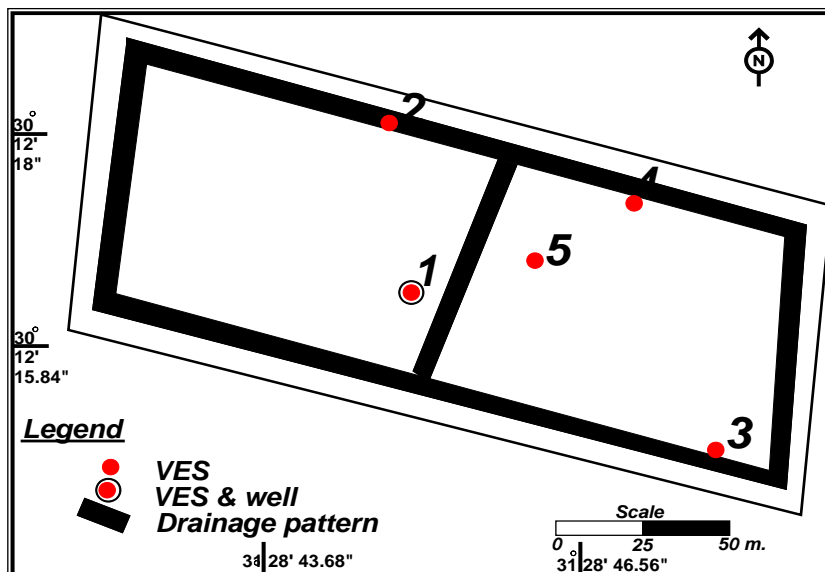 N
2
30°
12'
18"
4
5
1
30°
12'
15.84"
Legend
3
VES
VES & well
Drainage pattern
Scale
0 25 50 m.
31° 28' 43.68"
31° 28' 46.56"